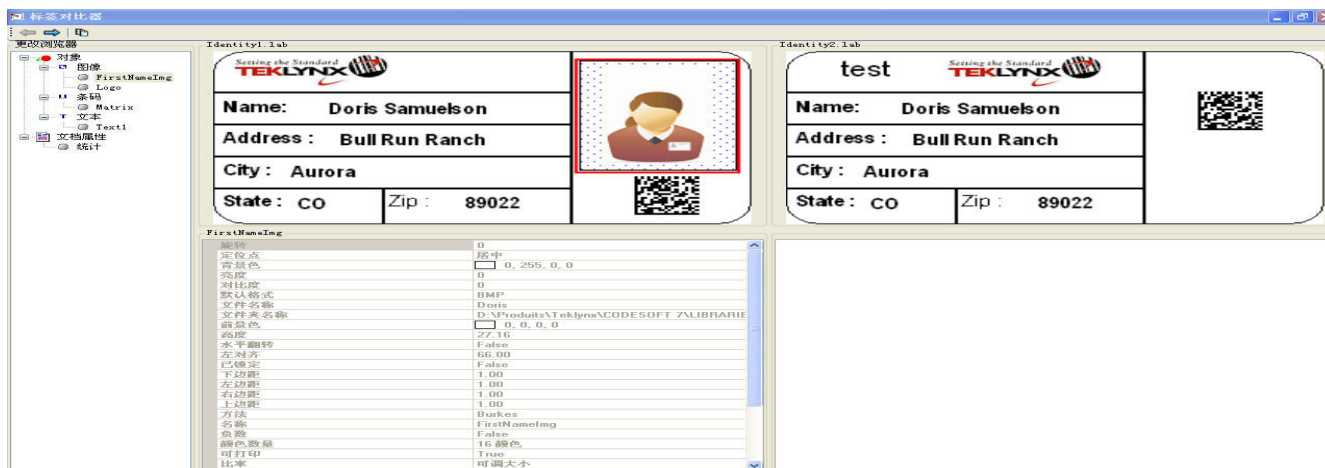 标签对比器
更改浏览器
对象
图像
FirstNameImg
Logo
条码
Matrix
文本
Text1
文档属性
统计
Identity1.lab
Setting the Standard
TEKLYNX
Name: Doris Samuelson
Address : Bull Run Ranch
City : Aurora
State : CO Zip : 89022
Identity2.lab
test
Setting the Standard
TEKLYNX
Name: Doris Samuelson
Address : Bull Run Ranch
City : Aurora
State : CO Zip : 89022
FirstNameImg
旋转 0
定位点 居中
背景色 0, 255, 0, 0
亮度 0
对比度 0
默认格式 BMP
文件名称 Doris
文件夹名称 D:\Produits\Teklynx\CODESOFT 7\LIBRARIE
前景色 0, 0, 0, 0
高度 27.16
水平翻转 False
左对齐 66.00
已锁定 False
下边距 1.00
左边距 1.00
右边距 1.00
上边距 1.00
方法 Burkes
名称 FirstNameImg
负数 False
颜色数量 16 颜色
可打印 True
比率 可调大小